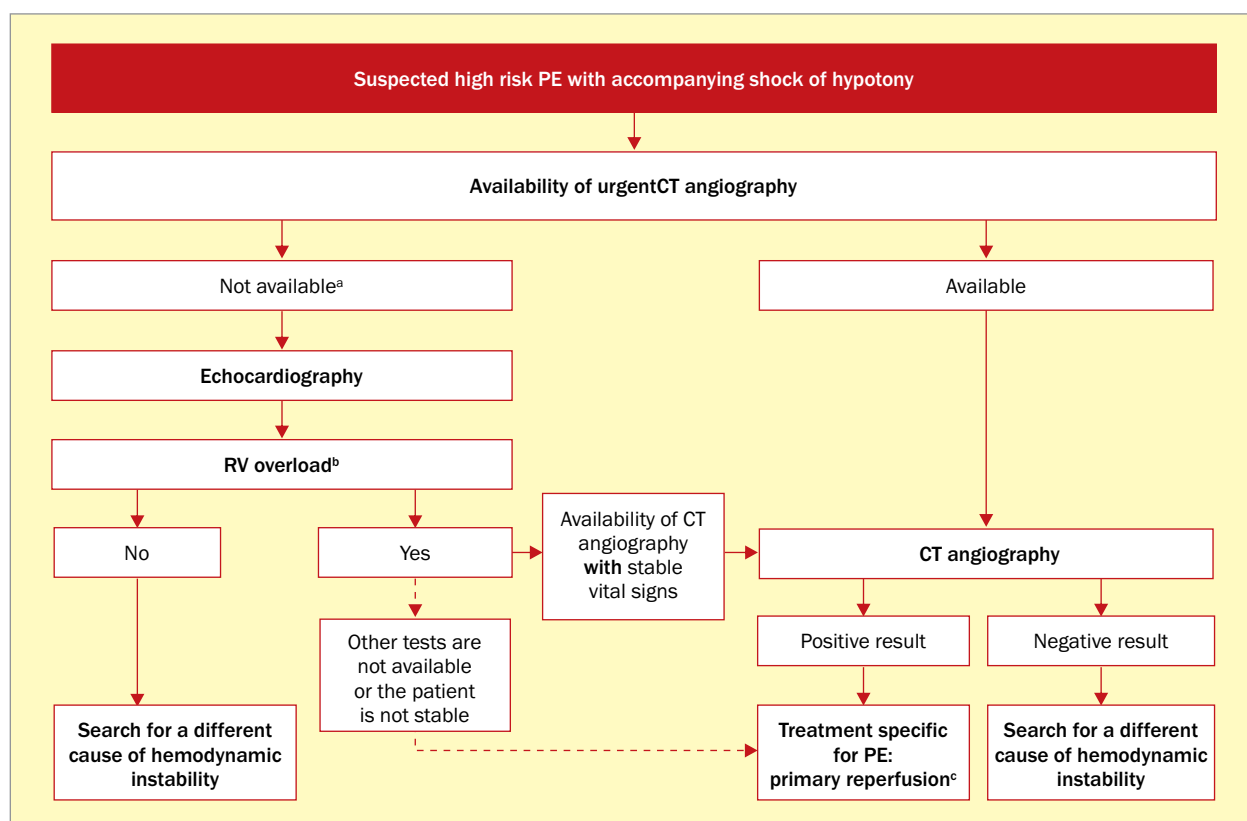 Suspected high risk PE with accompanying shock of hypotony
Availability of urgentCT angiography
Not availableᵃ
Available
Echocardiography
RV overloadᵇ
No
Yes
Availability of CT
angiography
with stable
vital signs
CT angiography
Other tests are
not available
or the patient
is not stable
Positive result
Negative result
Search for a different
cause of hemodynamic
instability
Treatment specific
for PE:
primary reperfusionᶜ
Search for a different
cause of hemodynamic
instability